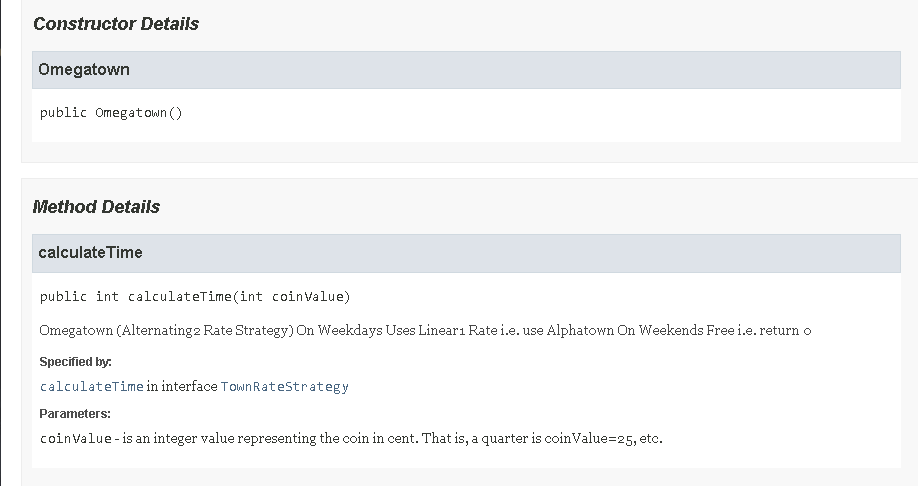 Constructor Details
Omegatown
public Omegatown()
Method Details
calculateTime
public int calculateTime(int coinValue)
Omegatown (Alternating2 Rate Strategy) On Weekdays Uses Linear1 Rate i.e. use Alphatown On Weekends Free i.e. return 0
Specified by:
calculateTime in interface TownRateStrategy
Parameters:
coinValue - is an integer value representing the coin in cent. That is, a quarter is coinValue=25, etc.